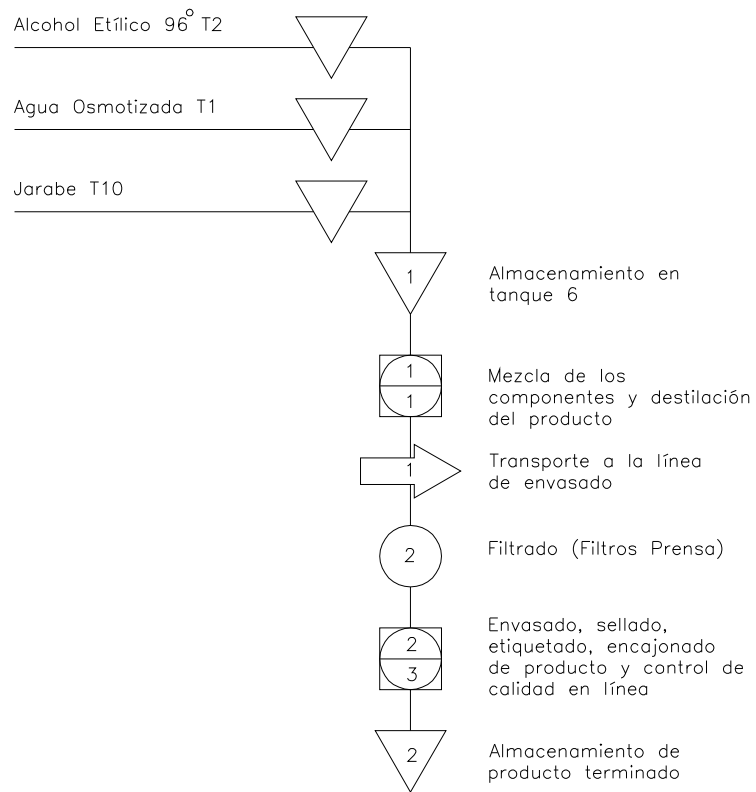 Alcohol Etílico 96° T2
Agua Osmotizada T1
Jarabe T10
1
Almacenamiento en
tanque 6
1
1
Mezcla de los
componentes y destilación
del producto
1
Transporte a la línea
de envasado
2
Filtrado (Filtros Prensa)
2
3
Envasado, sellado,
etiquetado, encajonado
de producto y control de
calidad en línea
2
Almacenamiento de
producto terminado